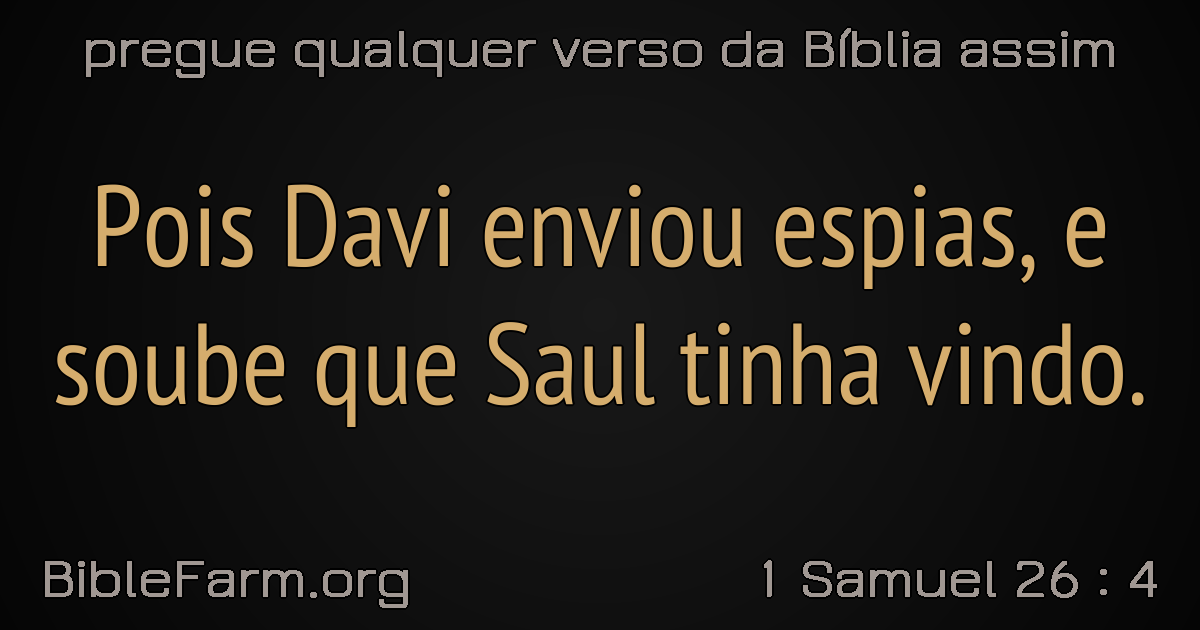 pregue qualquer verso da Bíblia assim
Pois Davi enviou espias, e
soube que Saul tinha vindo.
BibleFarm.org
1 Samuel 26 : 4